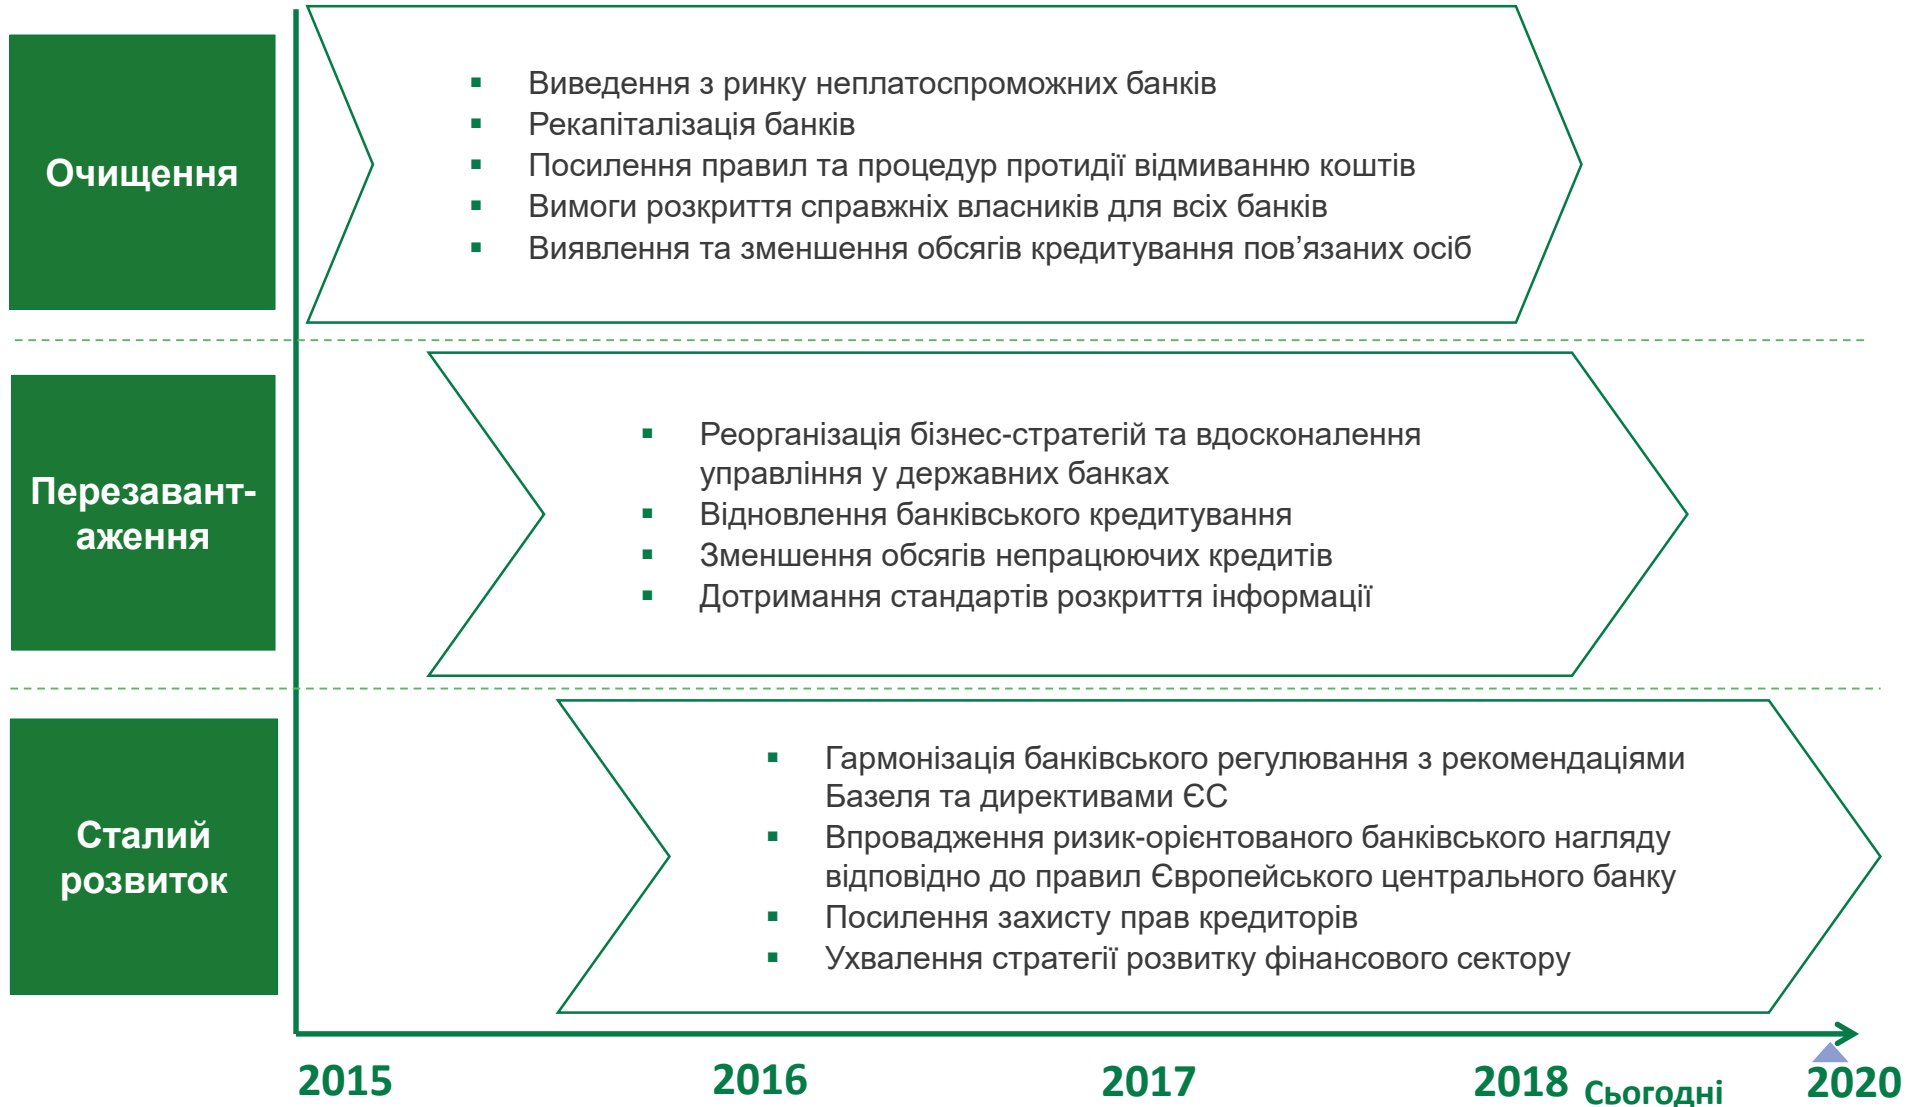 Очищення
▪ Виведення з ринку неплатоспроможних банків
▪ Рекапіталізація банків
▪ Посилення правил та процедур протидії відмиванню коштів
▪ Вимоги розкриття справжніх власників для всіх банків
▪ Виявлення та зменшення обсягів кредитування пов’язаних осіб
Перезавант-
аження
▪ Реорганізація бізнес-стратегій та вдосконалення
управління у державних банках
▪ Відновлення банківського кредитування
▪ Зменшення обсягів непрацюючих кредитів
▪ Дотримання стандартів розкриття інформації
Сталий
розвиток
▪ Гармонізація банківського регулювання з рекомендаціями
Базеля та директивами ЄС
▪ Впровадження ризик-орієнтованого банківського нагляду
відповідно до правил Європейського центрального банку
▪ Посилення захисту прав кредиторів
▪ Ухвалення стратегії розвитку фінансового сектору
2015 2016 2017 2018 Сьогодні 2020